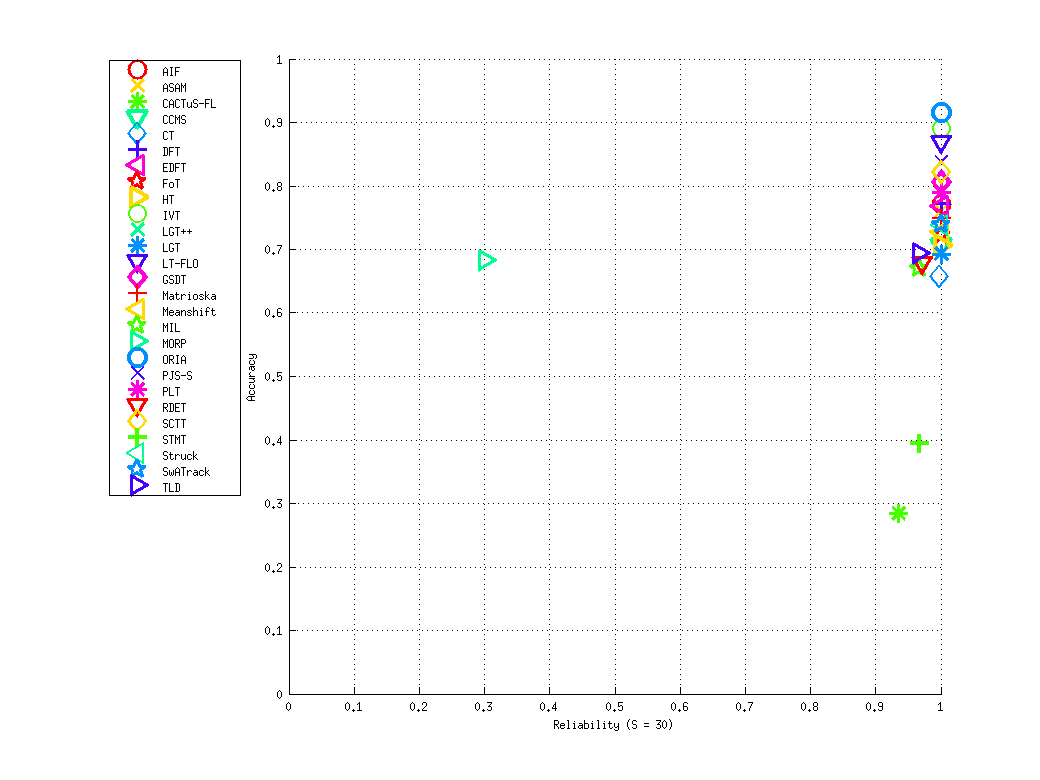 AIF
ASAM
CACTuS-FL
CCMS
CT
DFT
EDFT
FoT
HT
IVT
LGT++
LGT
LT-FLO
GSDT
Matrioska
Meanshift
MIL
MORP
ORIA
PJS-S
PLT
RDET
SCTT
STMT
Struck
SwATrack
TLD
Accuracy
1
0.9
0.8
0.7
0.6
0.5
0.4
0.3
0.2
0.1
0
0 0.1 0.2 0.3 0.4 0.5 0.6 0.7 0.8 0.9 1
Reliability (S = 30)